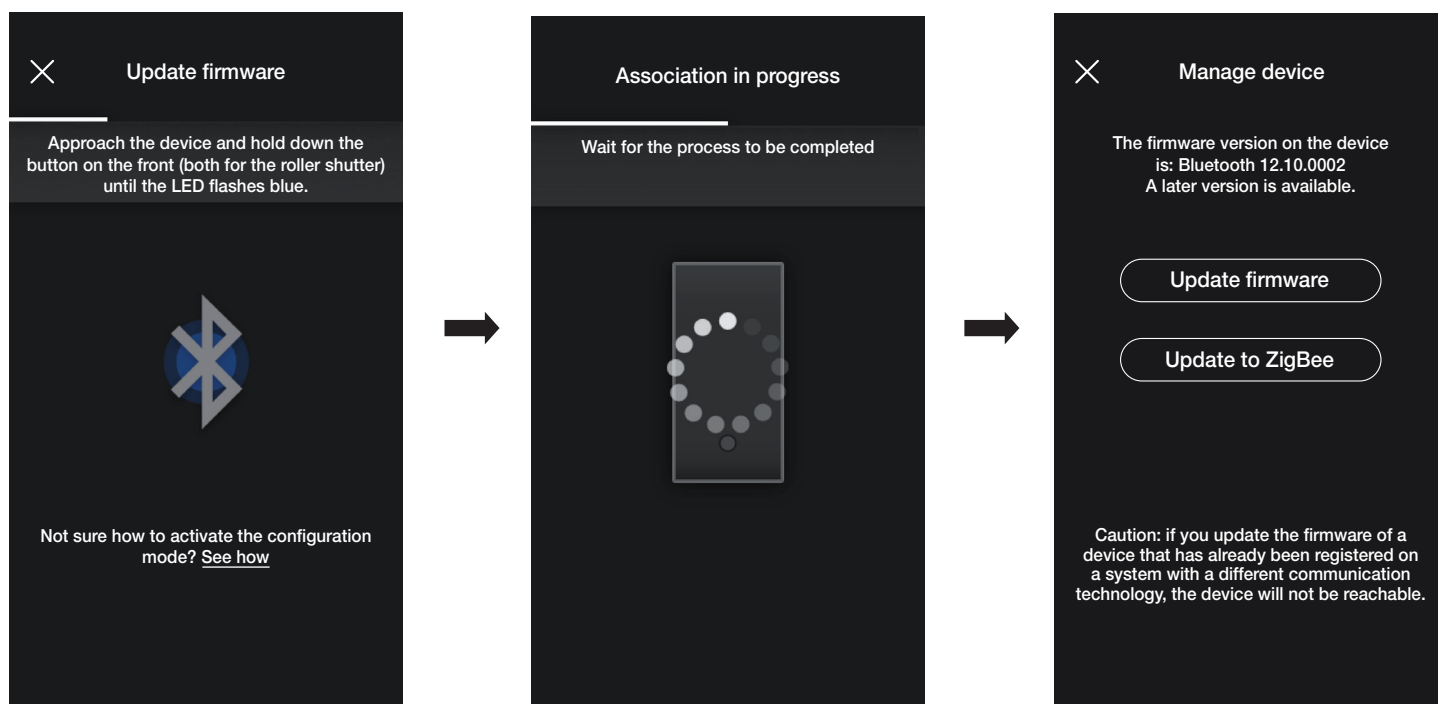 Update firmware
Approach the device and hold down the
button on the front (both for the roller shutter)
until the LED flashes blue.
Not sure how to activate the configuration
mode? See how
Association in progress
Wait for the process to be completed
Manage device
The firmware version on the device
is: Bluetooth 12.10.0002
A later version is available.
Update firmware
Update to ZigBee
Caution: if you update the firmware of a
device that has already been registered on
a system with a different communication
technology, the device will not be reachable.